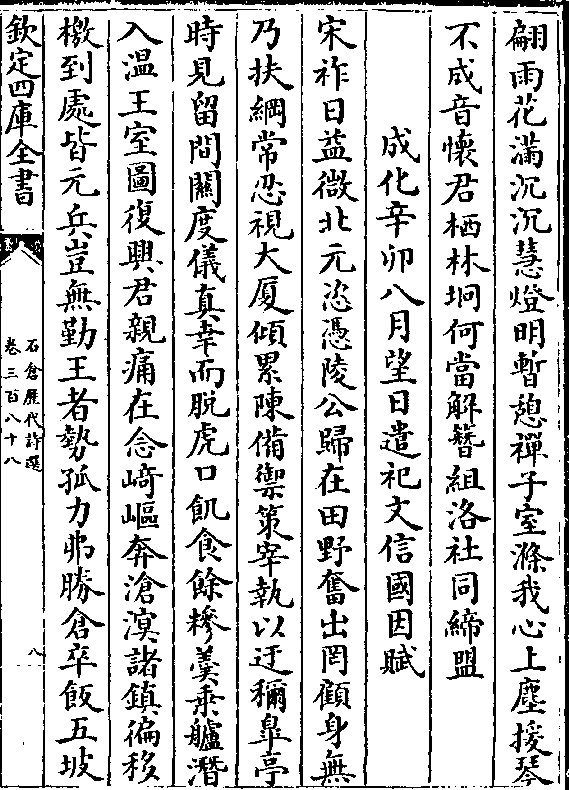 翩雨花滿沉沉慧燈明暫憩禪子室滌我心上塵援琴
不成音懷君栖林坰何當解簪組洛社同締盟
成化辛卯八月望日遣祀文信國因賦
宋祚日益微北元恣憑陵公歸在田野奮出罔顧身無
乃扶綱常忍視大厦傾累陳備禦策宰執以迂稱臯亭
時見留間關度儀真幸而脱虎口飢食餘糝羹乗艫潛
入温王室圖復興君親痛在念﨑嶇奔滄溟諸鎮徧移
檄到處皆元兵豈無勤王者勢孤力弗勝倉卒飯五坡
欽定四庫全書
石倉歷代詩選
卷三百八十八
八